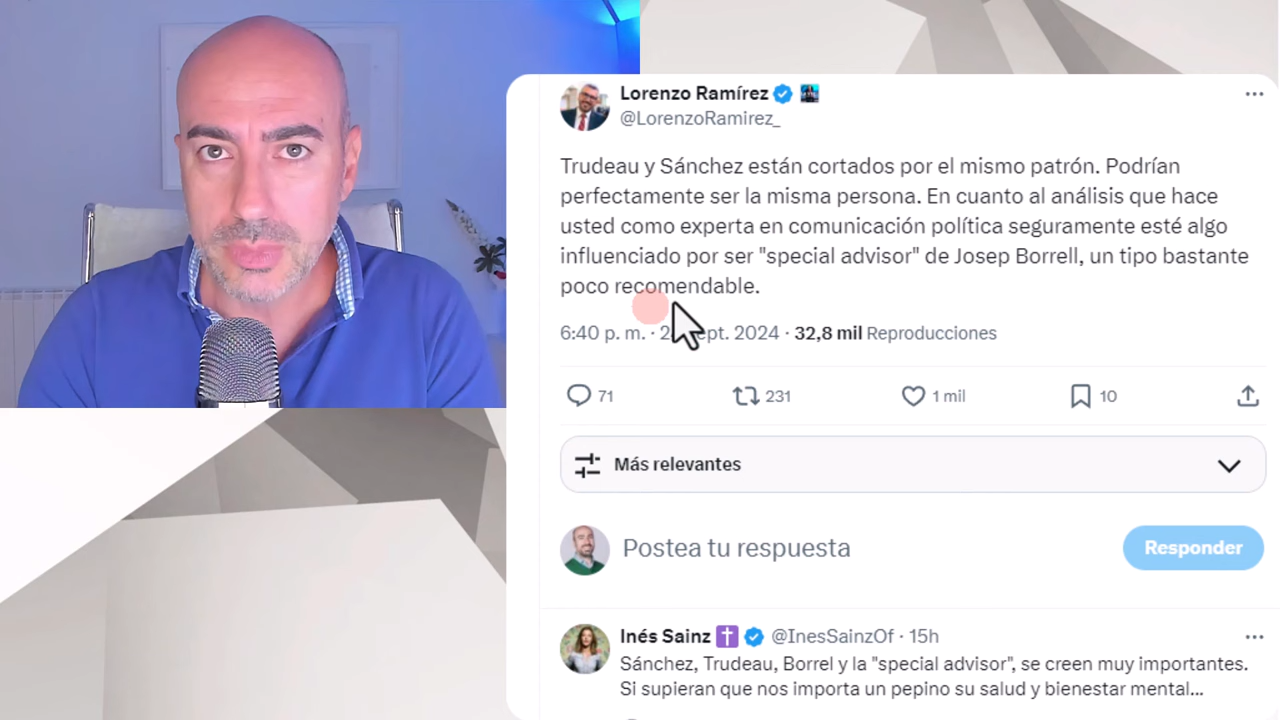 Lorenzo Ramírez
@LorenzoRamirez_
Trudeau y Sánchez están cortados por el mismo patrón. Podrían
perfectamente ser la misma persona. En cuanto al análisis que hace
usted como experta en comunicación política seguramente esté algo
influenciado por ser "special advisor" de Josep Borrell, un tipo bastante
poco recomendable.
6:40 p. m. · sept. 2024 · 32,8 mil Reproducciones
71 231 1 mil 10
Más relevantes
Postea tu respuesta
Responder
Inés Sainz @InesSainzOf · 15h
Sánchez, Trudeau, Borrel y la "special advisor", se creen muy importantes.
Si supieran que nos importa un pepino su salud y bienestar mental...